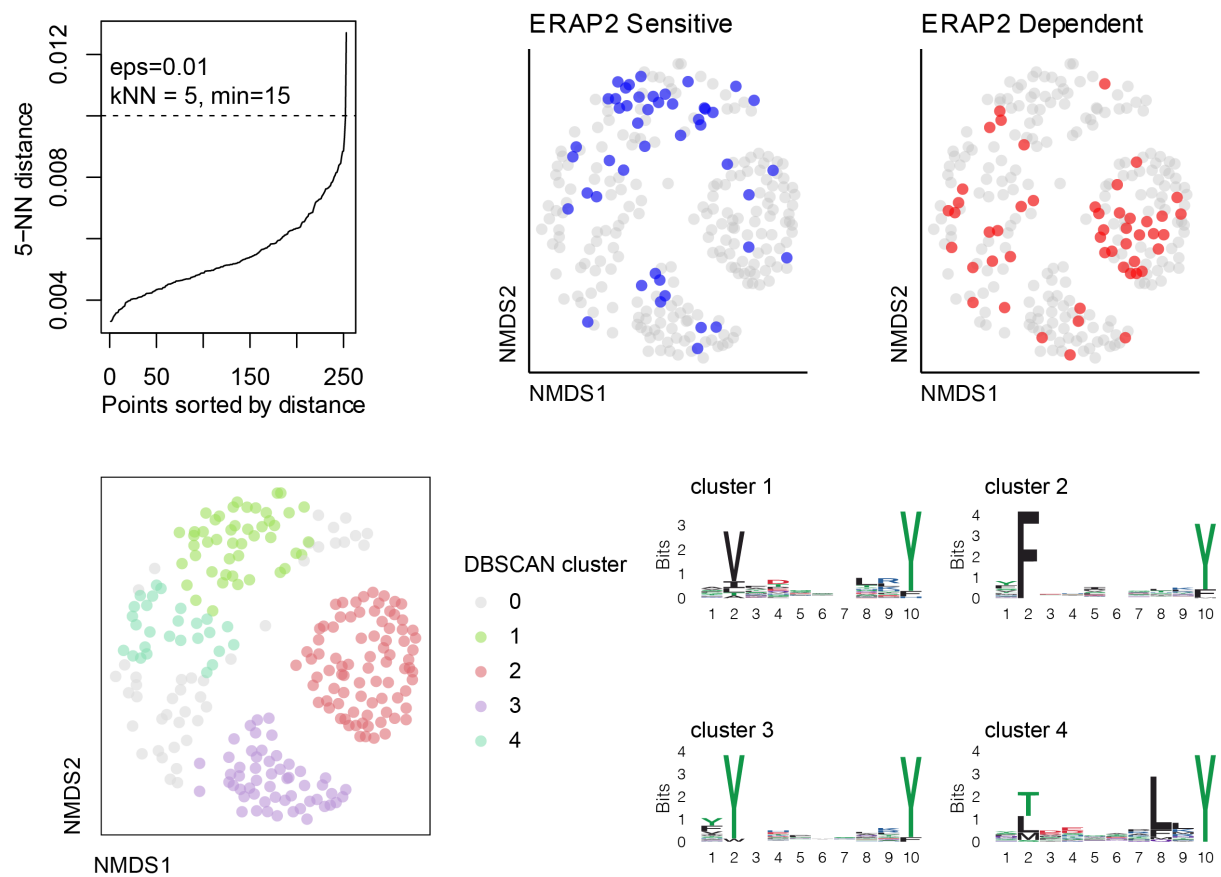 ERAP2 Sensitive
ERAP2 Dependent
0.012
0.008
0.004
5−NN distance
eps=0.01
kNN = 5, min=15
0 50 150 250
Points sorted by distance
NMDS2
NMDS1
NMDS2
NMDS1
NMDS2
NMDS1
DBSCAN cluster
0
1
2
3
4
cluster 1
Bits
3
2
1
0
V
Y
1 2 3 4 5 6 7 8 9 10
cluster 2
Bits
4
3
2
1
0
F
Y
1 2 3 4 5 6 7 8 9 10
cluster 3
Bits
4
3
2
1
0
Y
Y
Y
1 2 3 4 5 6 7 8 9 10
cluster 4
Bits
4
3
2
1
0
T
L
Y
1 2 3 4 5 6 7 8 9 10